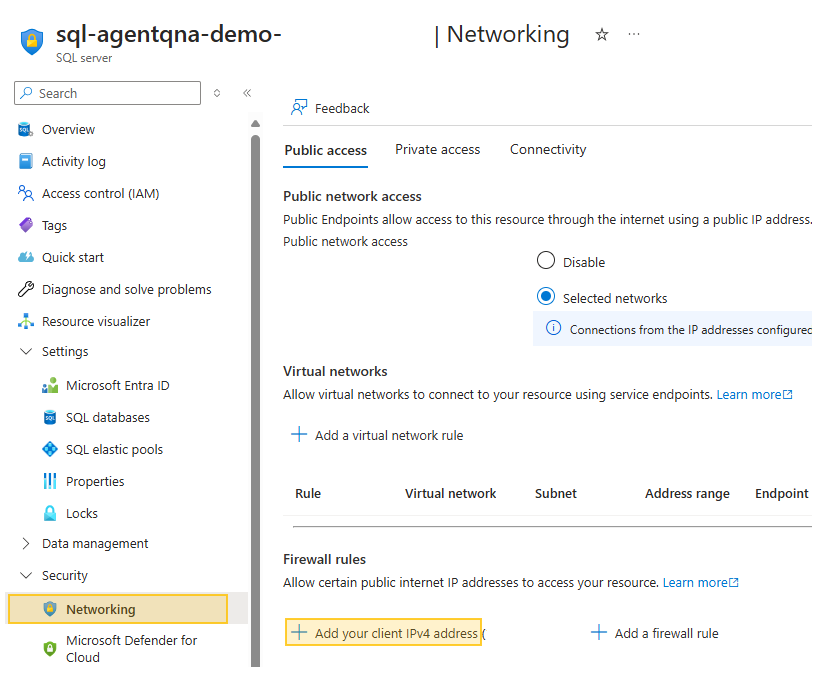 sql-agentqna-demo- | Networking
SQL server
Search
Overview
Activity log
Access control (IAM)
Tags
Quick start
Diagnose and solve problems
Resource visualizer
Settings
Microsoft Entra ID
SQL databases
SQL elastic pools
Properties
Locks
Data management
Security
Networking
Microsoft Defender for
Cloud
Feedback
Public access Private access Connectivity
Public network access
Public Endpoints allow access to this resource through the internet using a public IP address.
Public network access
Disable
Selected networks
Connections from the IP addresses configured
Virtual networks
Allow virtual networks to connect to your resource using service endpoints. Learn more
Add a virtual network rule
Rule Virtual network Subnet Address range Endpoint
Firewall rules
Allow certain public internet IP addresses to access your resource. Learn more
Add your client IPv4 address ( Add a firewall rule